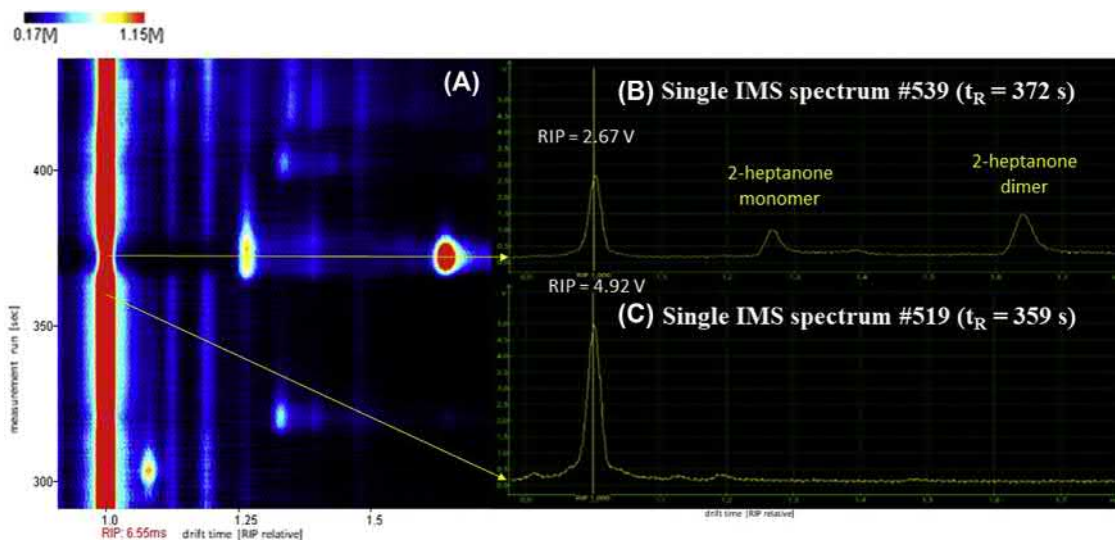 0.17[V] 1.15[V]
(A)
400
350
300
measurement run [sec]
1.0 1.25 1.5
RIP: 6.55ms drift time [RIP relative]
(B) Single IMS spectrum #539 (tR = 372 s)
RIP = 2.67 V
2-heptanone
monomer
2-heptanone
dimer
RIP = 4.92 V
(C) Single IMS spectrum #519 (tR = 359 s)
drift time [RIP relative]